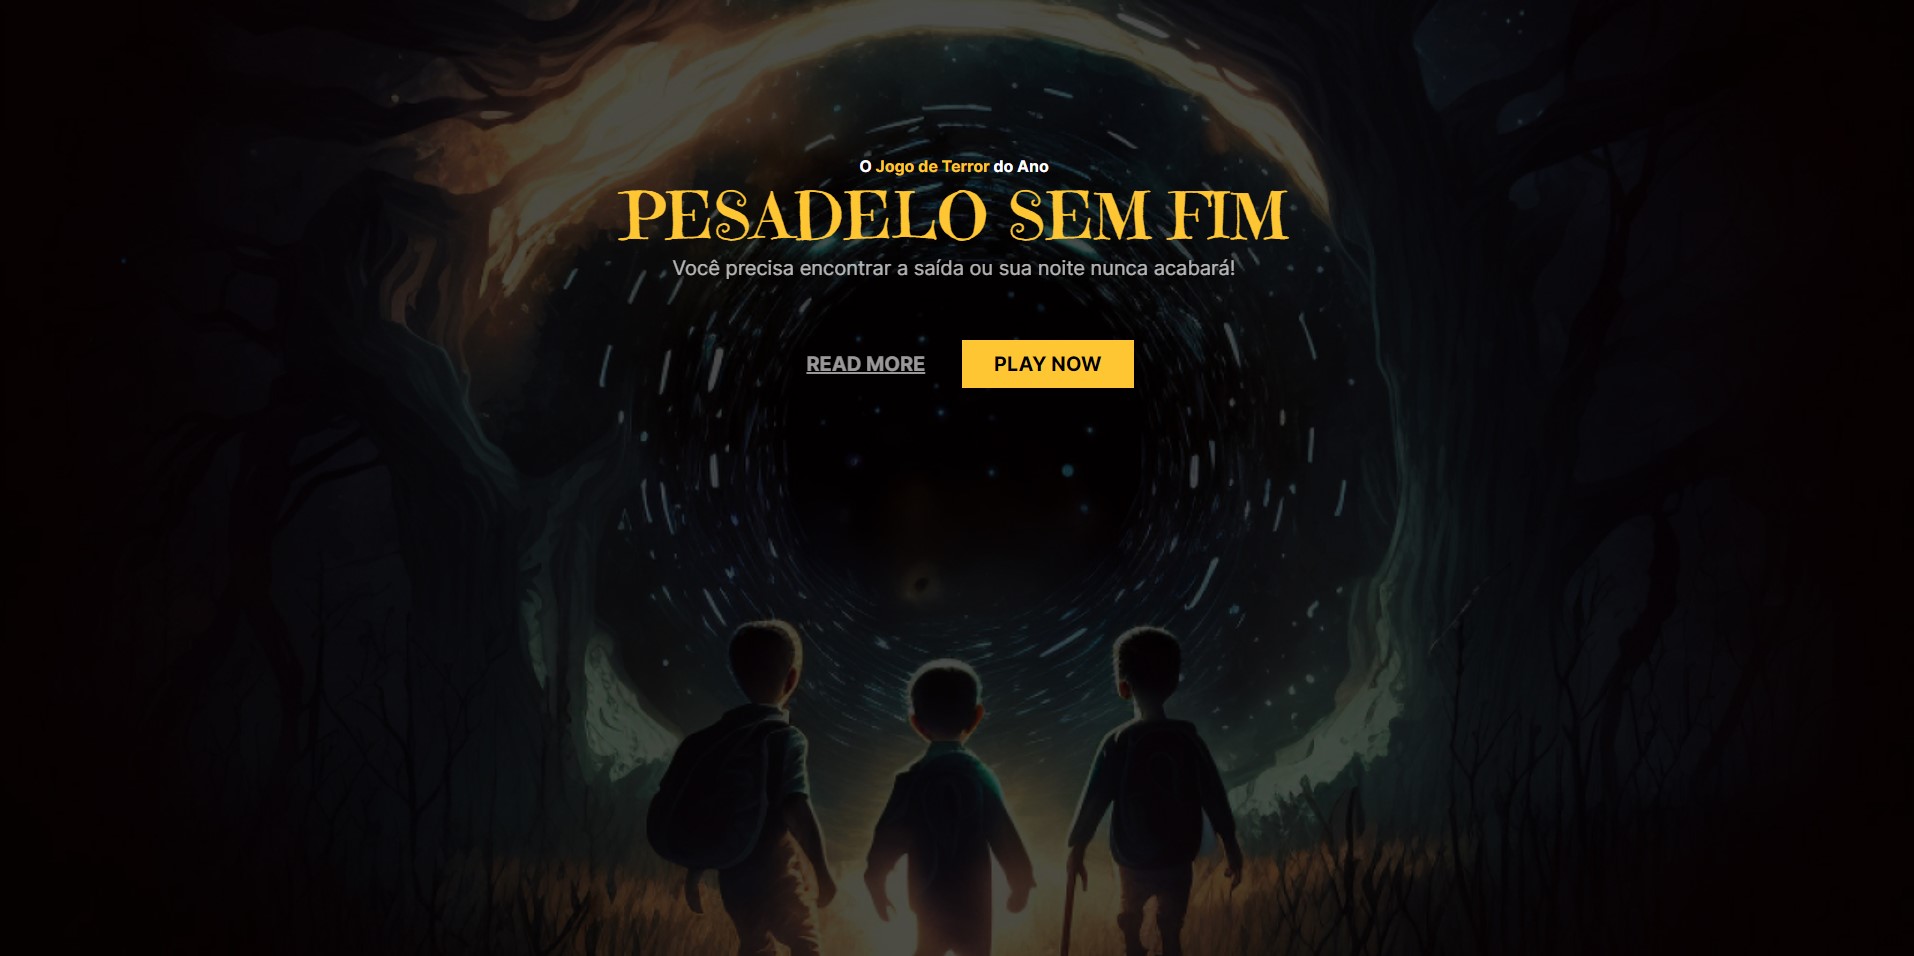 O Jogo de Terror do Ano
PESADELO SEM FIM
Você precisa encontrar a saída ou sua noite nunca acabará!
READ MORE
PLAY NOW